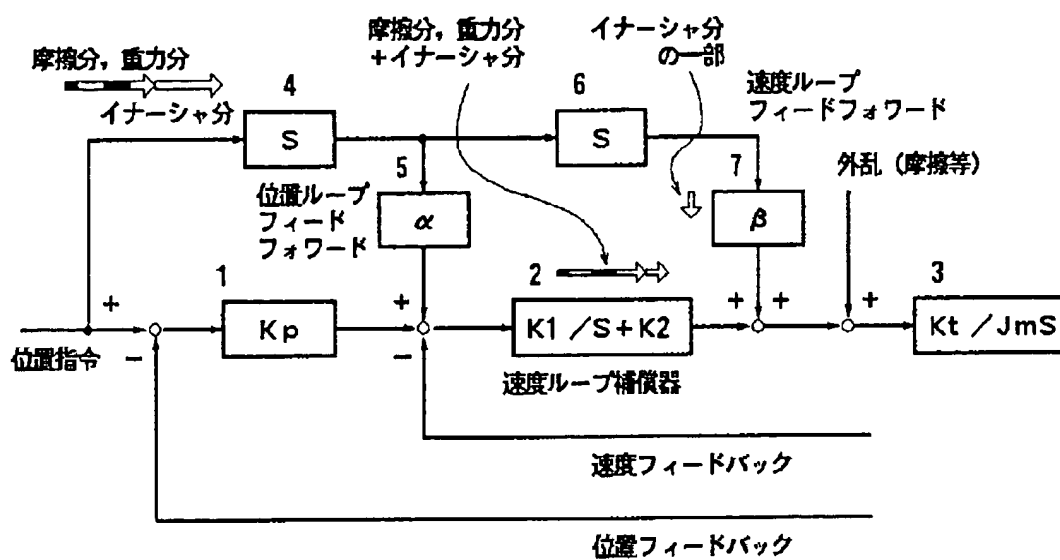 摩擦分，重力分
イナーシャ分
4
S
摩擦分，重力分
＋イナーシャ分
イナーシャ分
の一部
6
S
速度ループ
フィードフォワード
5
位置ループ
フィード
フォワード
α
7
β
外乱（摩擦等）
1
+
Kp
+
2
K1／S＋K2
+
+
+
3
Kt／JmS
位置指令
−
−
速度ループ補償器
速度フィードバック
位置フィードバック